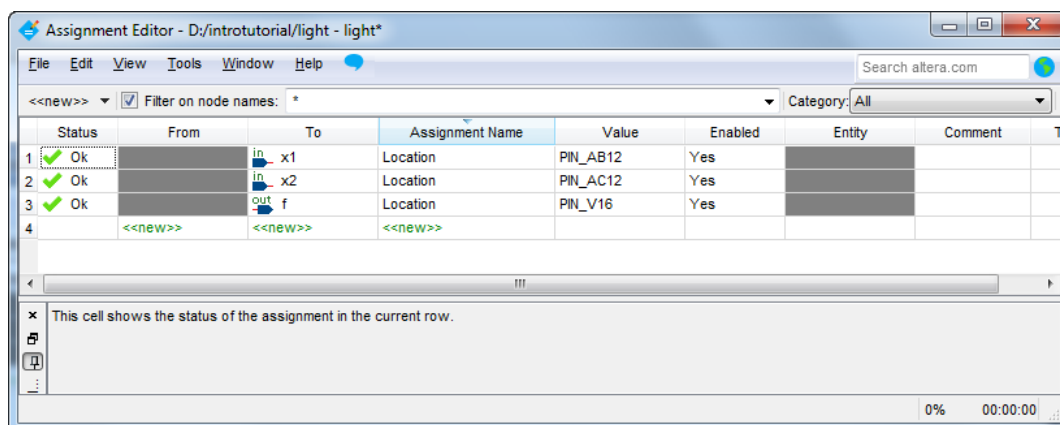 Assignment Editor - D:/introtutorial/light - light*
File Edit View Tools Window Help Search altera.com
<<new>> Filter on node names: * Category: All
Status From To Assignment Name Value Enabled Entity Comment T
1 Ok in x1 Location PIN_AB12 Yes
2 Ok in x2 Location PIN_AC12 Yes
3 Ok out f Location PIN_V16 Yes
4 <<new>> <<new>> <<new>>
This cell shows the status of the assignment in the current row.
0% 00:00:00